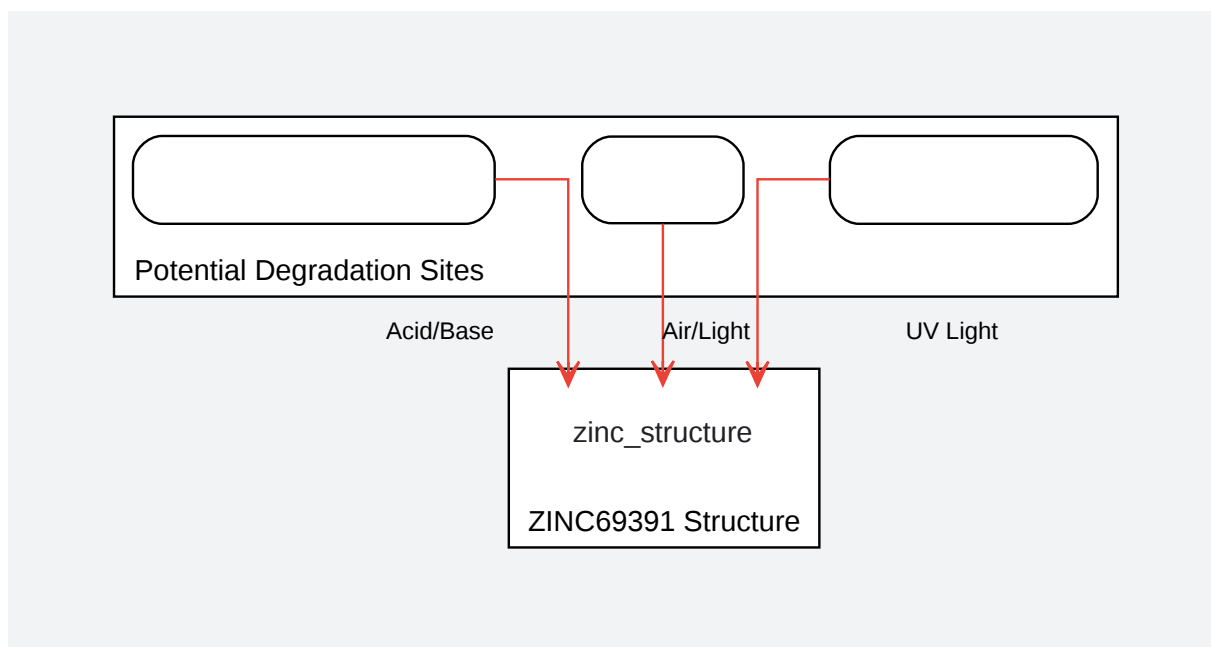 Potential Degradation Sites
Acid/Base
Air/Light
UV Light
zinc_structure
ZINC69391 Structure